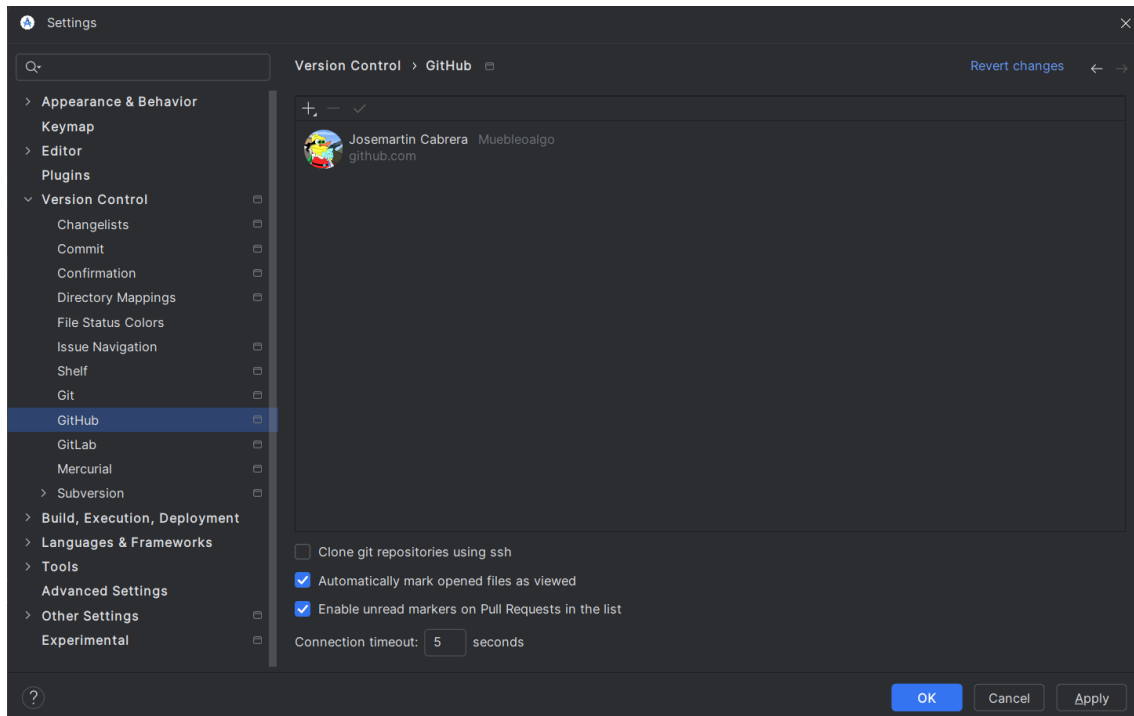 Settings
Version Control › GitHub
Revert changes
Appearance & Behavior
Keymap
Editor
Plugins
Version Control
Changelists
Commit
Confirmation
Directory Mappings
File Status Colors
Issue Navigation
Shelf
Git
GitHub
GitLab
Mercurial
Subversion
Build, Execution, Deployment
Languages & Frameworks
Tools
Advanced Settings
Other Settings
Experimental
Josemartin Cabrera Muebleoalgo
github.com
Clone git repositories using ssh
Automatically mark opened files as viewed
Enable unread markers on Pull Requests in the list
Connection timeout: 5 seconds
?
OK
Cancel
Apply